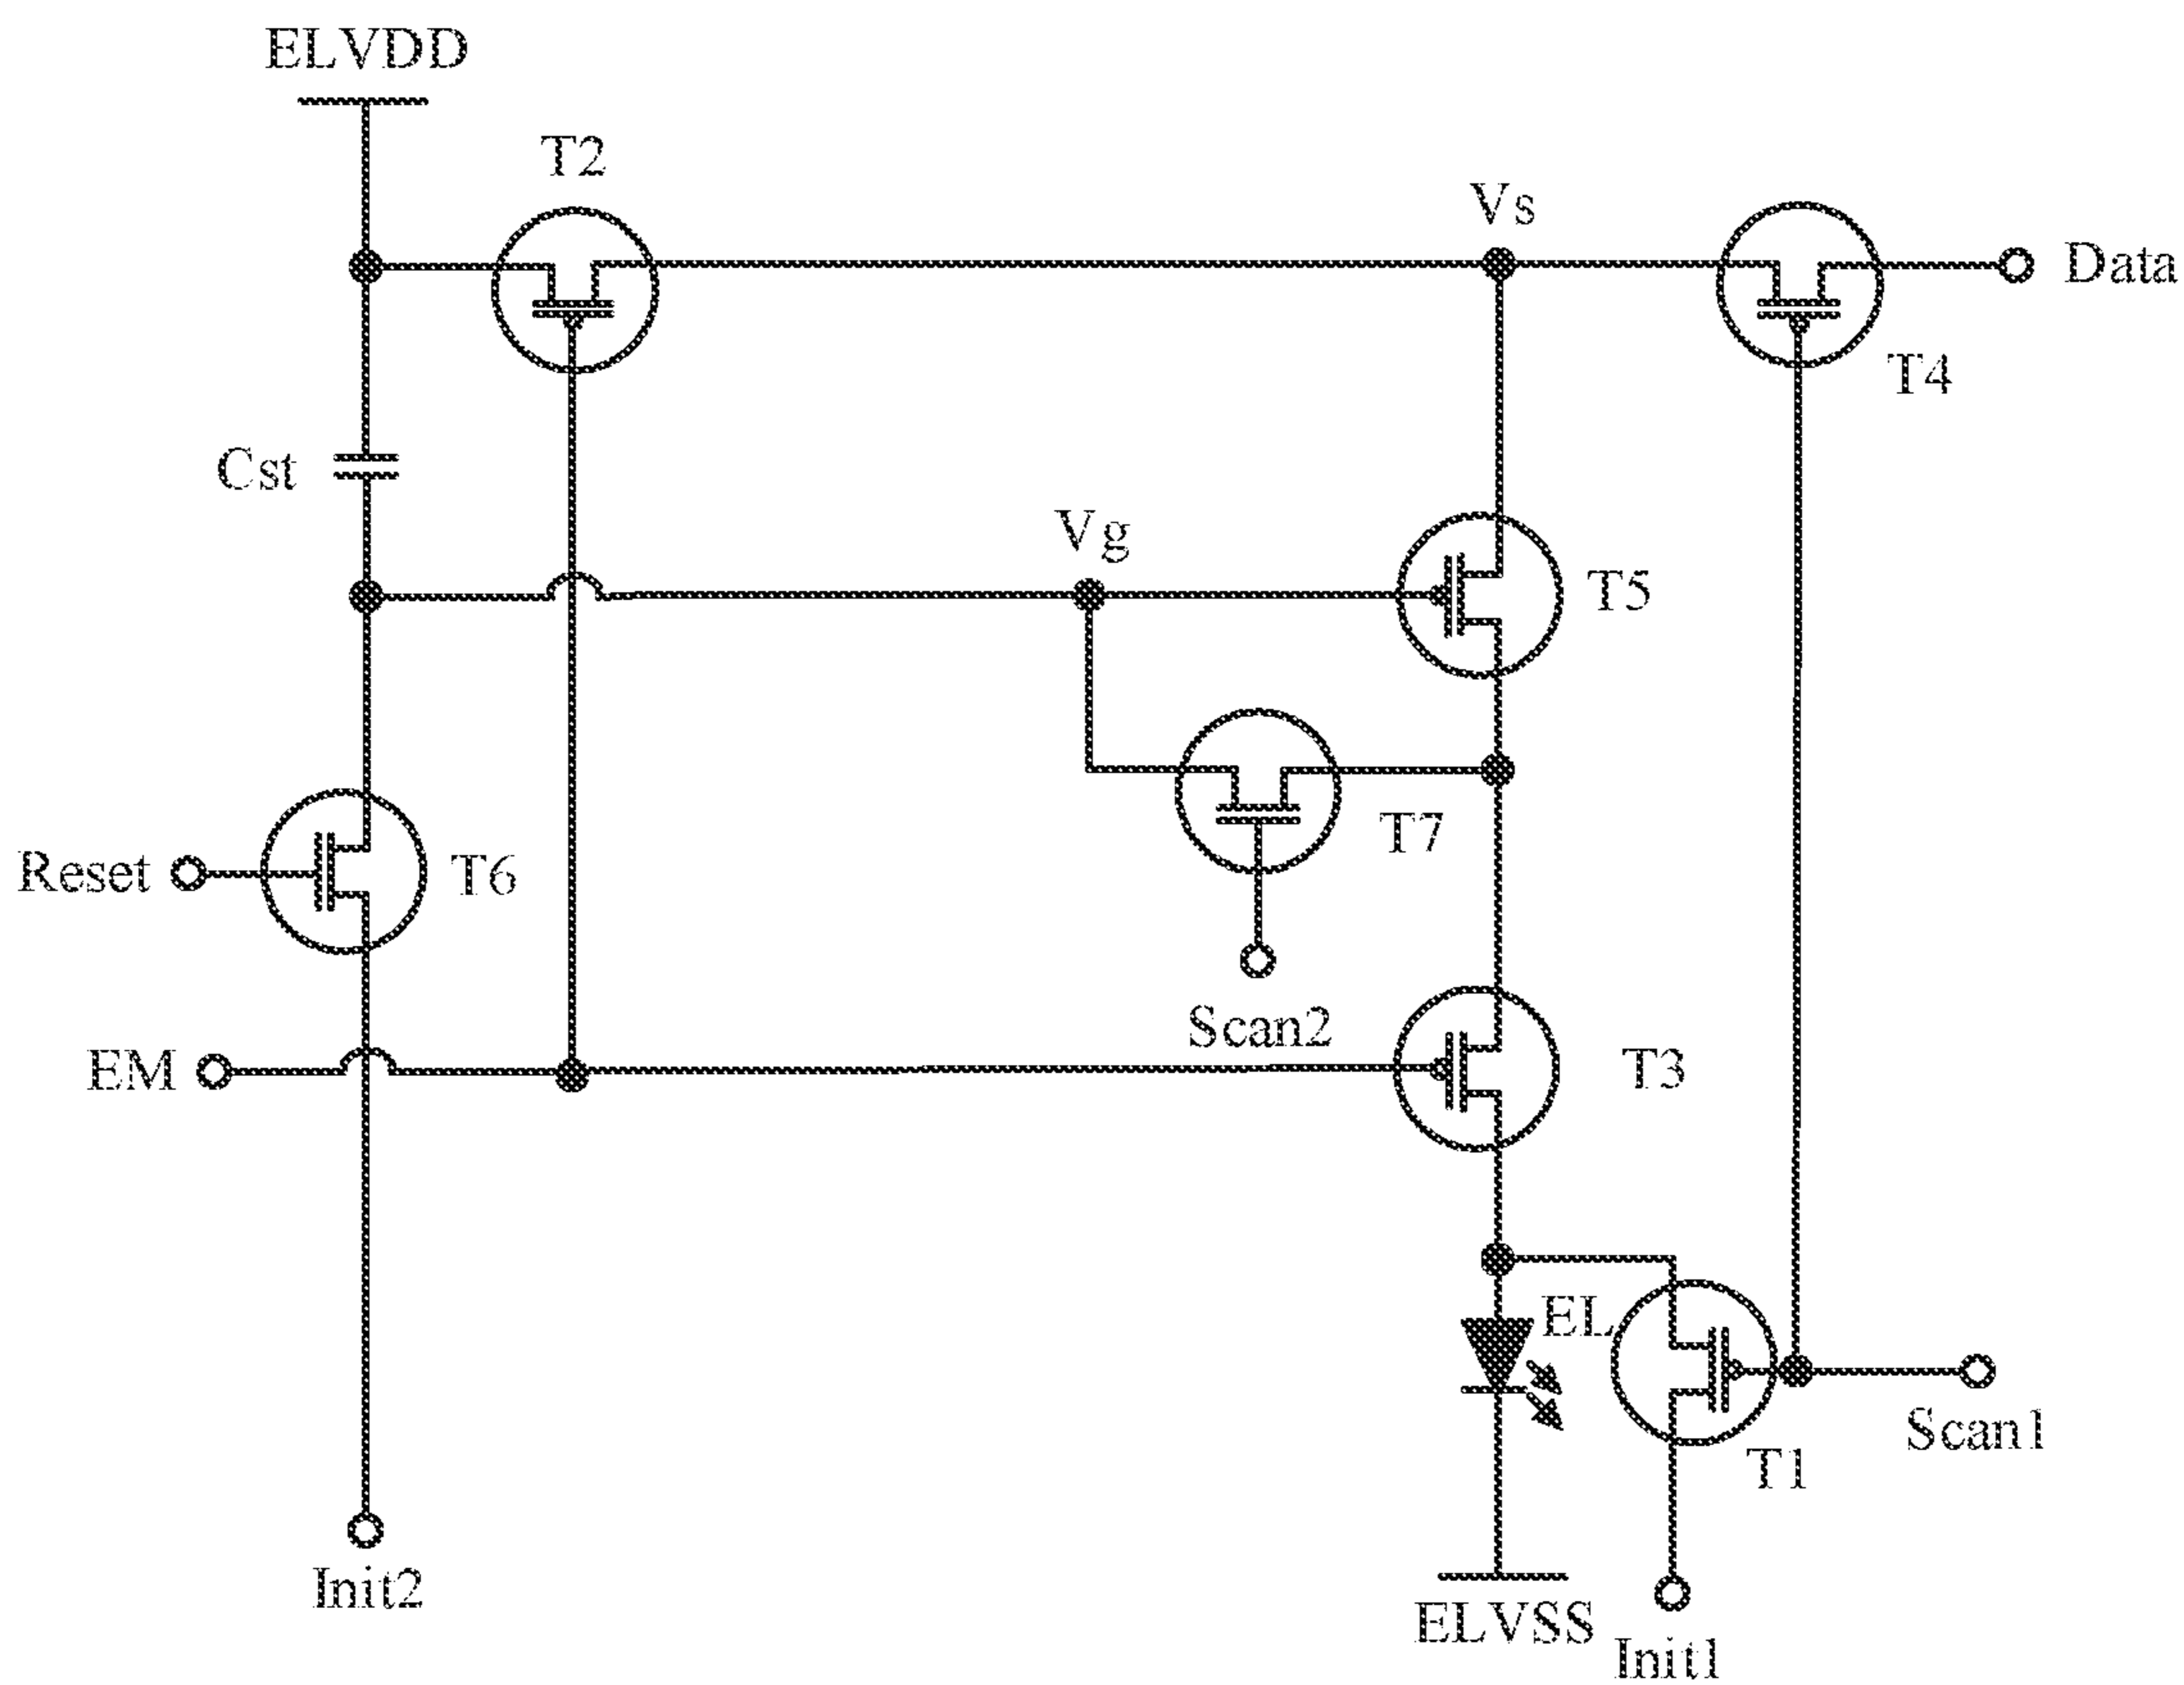 ELVDD
T2
Vs
Data
T4
Cst
Vg
T5
T7
Reset
T6
Scan2
EM
T3
EL
Scan1
T1
Init2
ELVSS
Init1